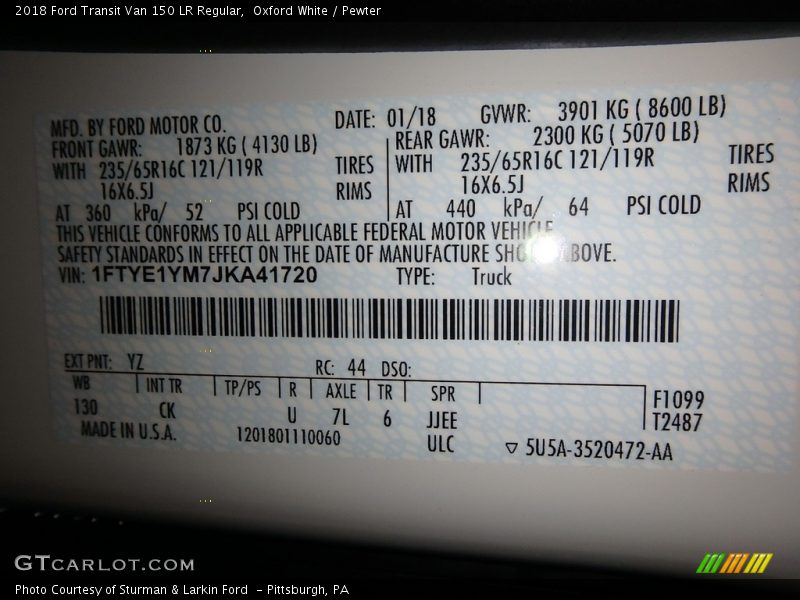 2018 Ford Transit Van 150 LR Regular, Oxford White / Pewter
MFD. BY FORD MOTOR CO. DATE: 01/18 GVWR: 3901 KG ( 8600 LB)
FRONT GAWR: 1873 KG ( 4130 LB) REAR GAWR: 2300 KG ( 5070 LB)
WITH 235/65R16C 121/119R TIRES WITH 235/65R16C 121/119R TIRES
16X6.5J RIMS 16X6.5J RIMS
AT 360 kPa/ 52 PSI COLD AT 440 kPa/ 64 PSI COLD
THIS VEHICLE CONFORMS TO ALL APPLICABLE FEDERAL MOTOR VEHICLE
SAFETY STANDARDS IN EFFECT ON THE DATE OF MANUFACTURE ABOVE.
VIN: 1FTYE1YM7JKA41720 TYPE: Truck
EXT PNT: YZ RC: 44 DSO:
WB INT TR TP/PS R AXLE TR SPR F1099
130 CK U 7L 6 JJEE T2487
MADE IN U.S.A. 1201801110060 ULC ▽ 5U5A-3520472-AA
GTCARLOT.COM
Photo Courtesy of Sturman & Larkin Ford - Pittsburgh, PA